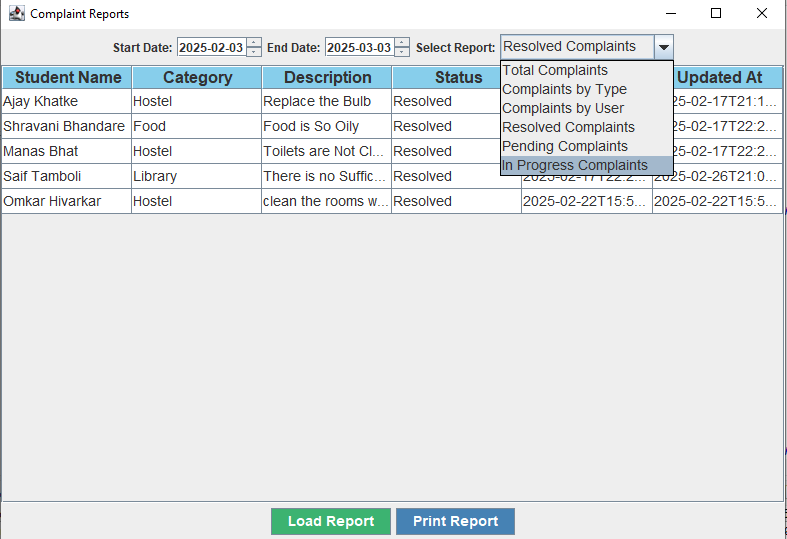 Complaint Reports
Start Date: 2025-02-03 End Date: 2025-03-03 Select Report: Resolved Complaints
Total Complaints
Complaints by Type
Complaints by User
Resolved Complaints
Pending Complaints
In Progress Complaints
Student Name Category Description Status Updated At
Ajay Khatke Hostel Replace the Bulb Resolved 25-02-17T21:1...
Shravani Bhandare Food Food is So Oily Resolved 25-02-17T22:2...
Manas Bhat Hostel Toilets are Not Cl... Resolved 25-02-17T22:2...
Saif Tamboli Library There is no Suffic... Resolved 2025-02-17T22:2... 2025-02-26T21:0...
Omkar Hivarkar Hostel clean the rooms w... Resolved 2025-02-22T15:5... 2025-02-22T15:5...
Load Report Print Report